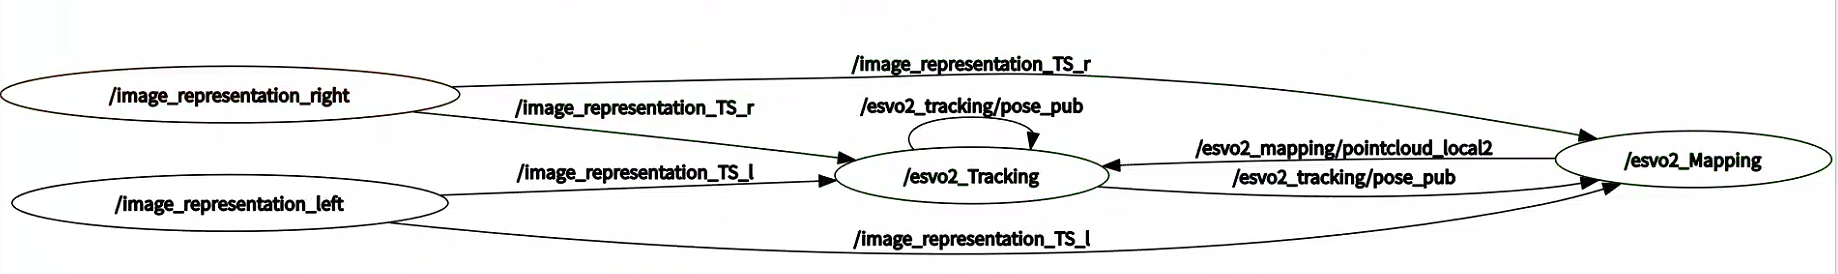 /image_representation_TS_r
/image_representation_right
/image_representation_TS_r
/esvo2_tracking/pose_pub
/esvo2_mapping/pointcloud_local2
/esvo2_Mapping
/image_representation_TS_l
/esvo2_Tracking
/esvo2_tracking/pose_pub
/image_representation_left
/image_representation_TS_l